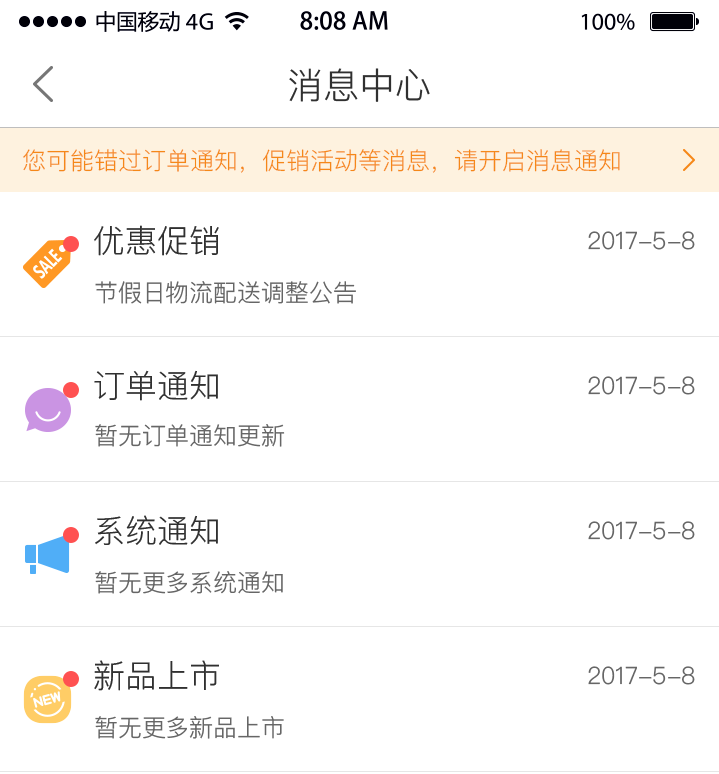 中国移动 4G 8:08 AM 100%
消息中心
您可能错过订单通知，促销活动等消息，请开启消息通知
SALE
优惠促销 2017-5-8
节假日物流配送调整公告
订单通知 2017-5-8
暂无订单通知更新
系统通知 2017-5-8
暂无更多系统通知
新品上市 2017-5-8
NEW
暂无更多新品上市